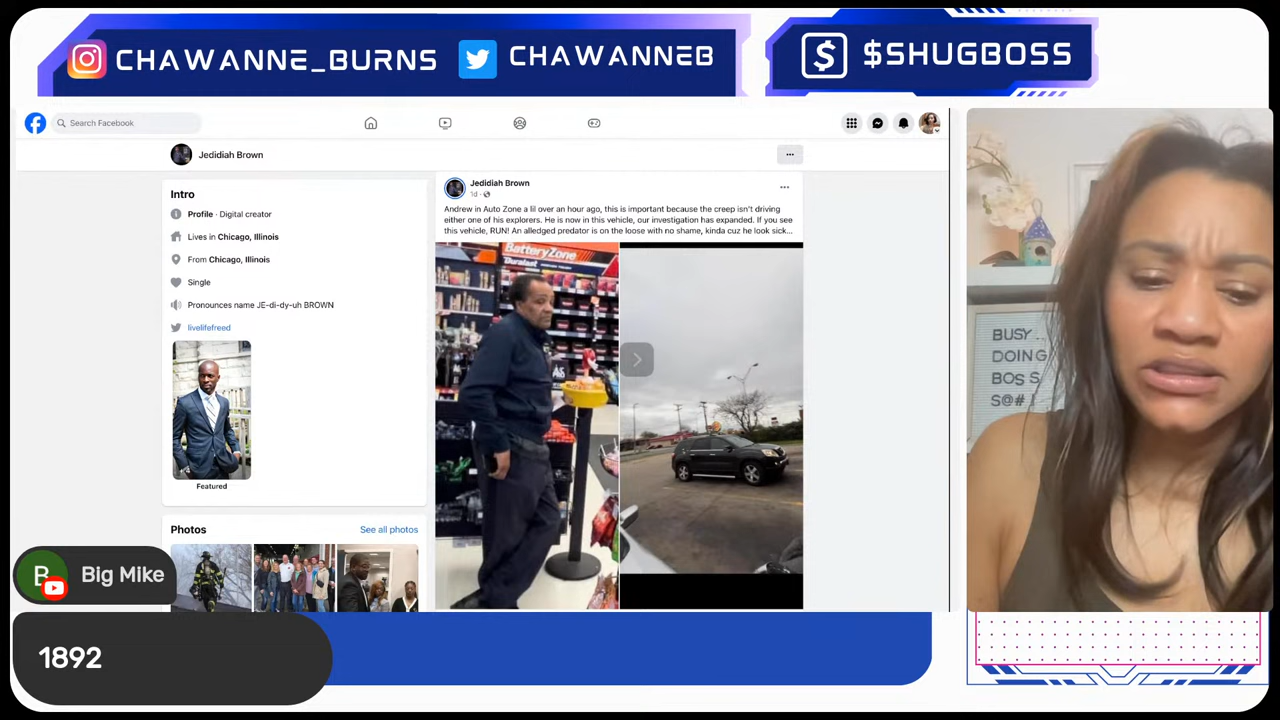 CHAWANNE_BURNS
CHAWANNEB
$SHUGBOSS
Search Facebook
Jedidiah Brown
Intro
Profile · Digital creator
Lives in Chicago, Illinois
From Chicago, Illinois
Single
Pronounces name JE-di-dy-uh BROWN
livelifefreed
Featured
Photos
See all photos
Jedidiah Brown
1d ·
Andrew in Auto Zone a lil over an hour ago, this is important because the creep isn't driving
either one of his explorers. He is now in this vehicle, our investigation has expanded. If you see
this vehicle, RUN! An alleged predator is on the loose with no shame, kinda cuz he look sick...
BatteryZone
Duralast
BUSY..
DOING
BOSS
S@#!
B
Big Mike
1892